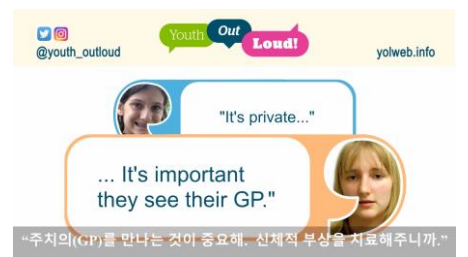 @youth_outloud
Youth Out Loud!
yolweb.info
"It's private..."
... It's important
they see their GP."
“주치의(GP)를 만나는 것이 중요해. 신체적 부상을 치료해주니까.”